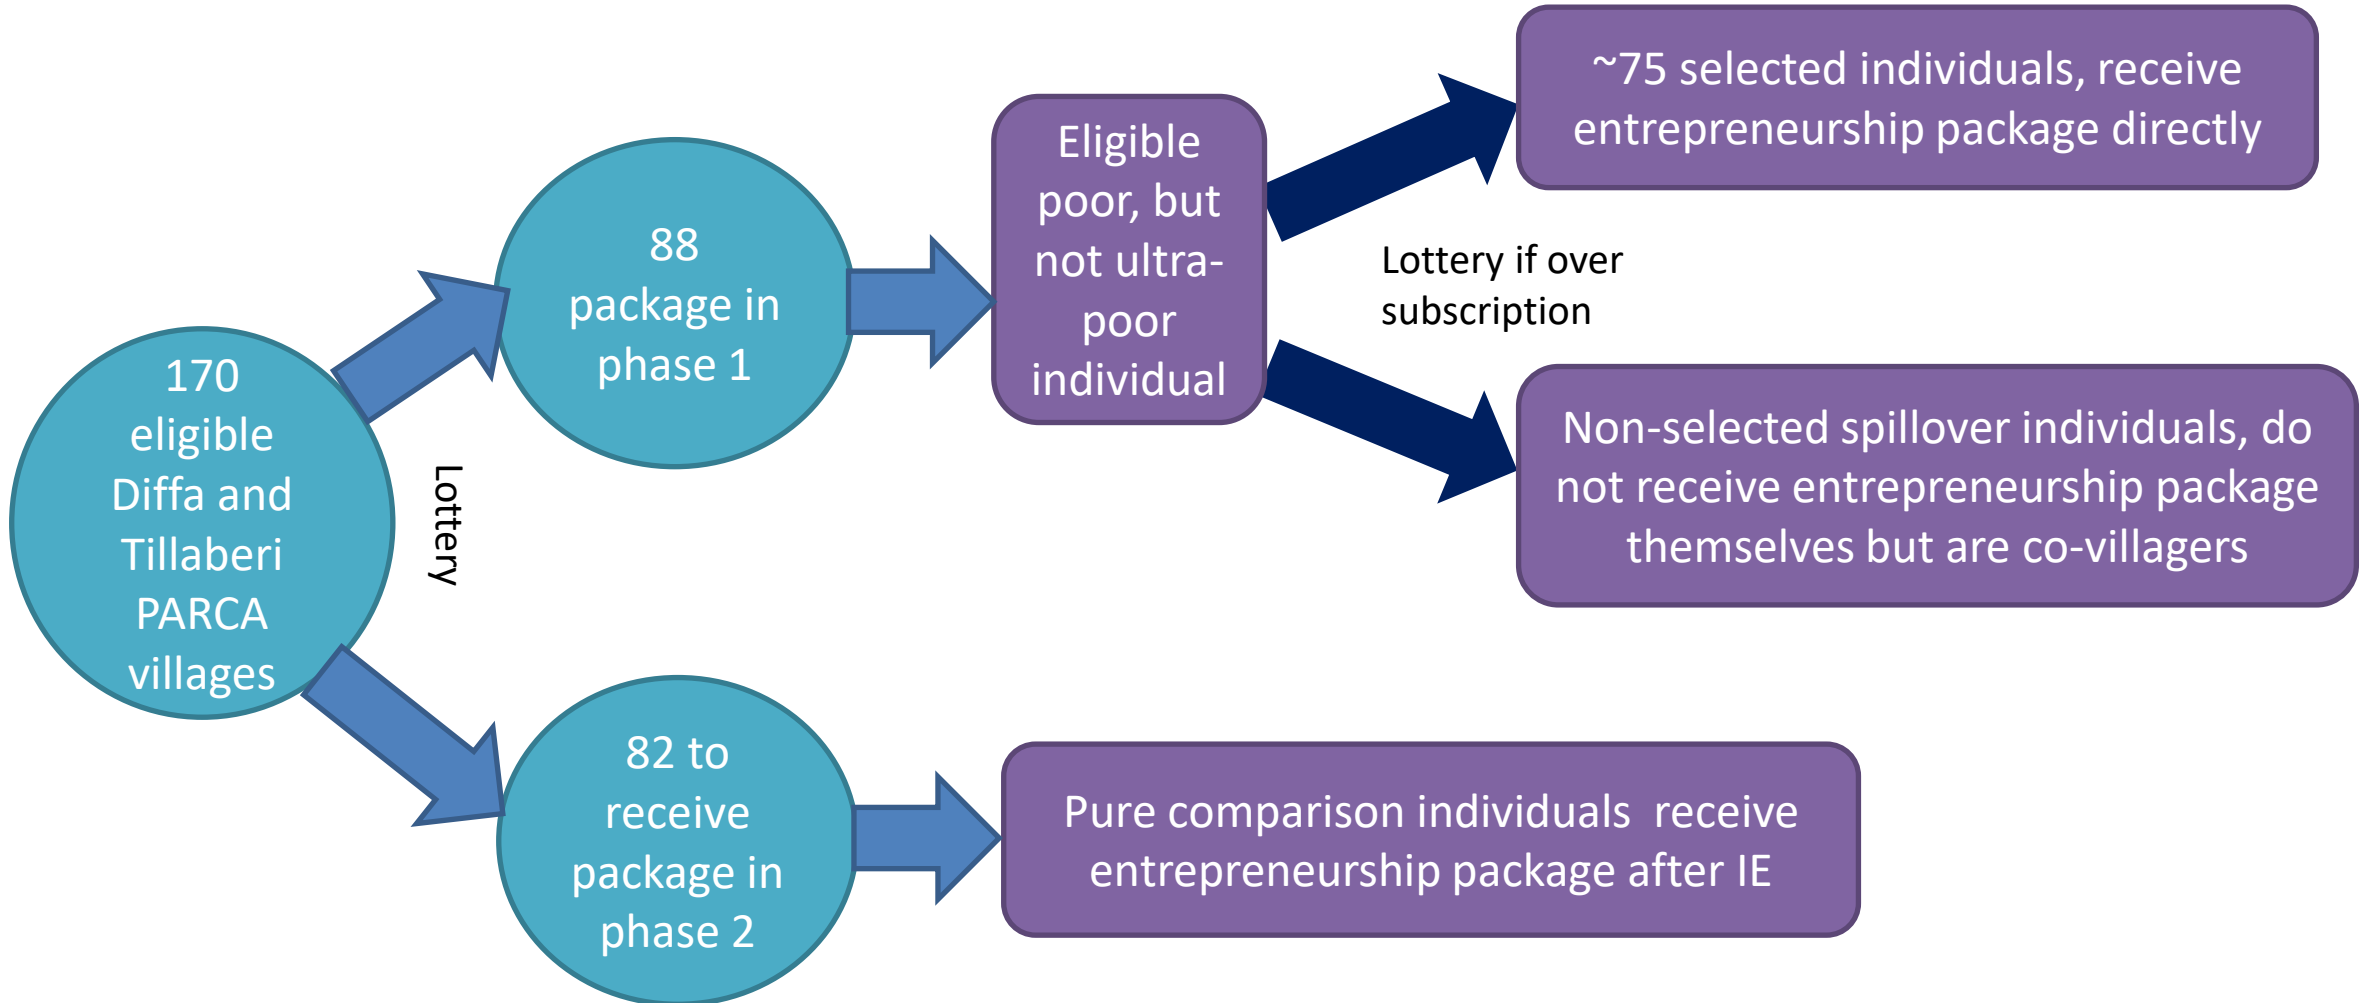 170
eligible
Diffa and
Tillaberi
PARCA
villages
Lottery
88
package in
phase 1
82 to
receive
package in
phase 2
Eligible
poor, but
not ultra-
poor
individual
Lottery if over
subscription
~75 selected individuals, receive
entrepreneurship package directly
Non-selected spillover individuals, do
not receive entrepreneurship package
themselves but are co-villagers
Pure comparison individuals  receive
entrepreneurship package after IE